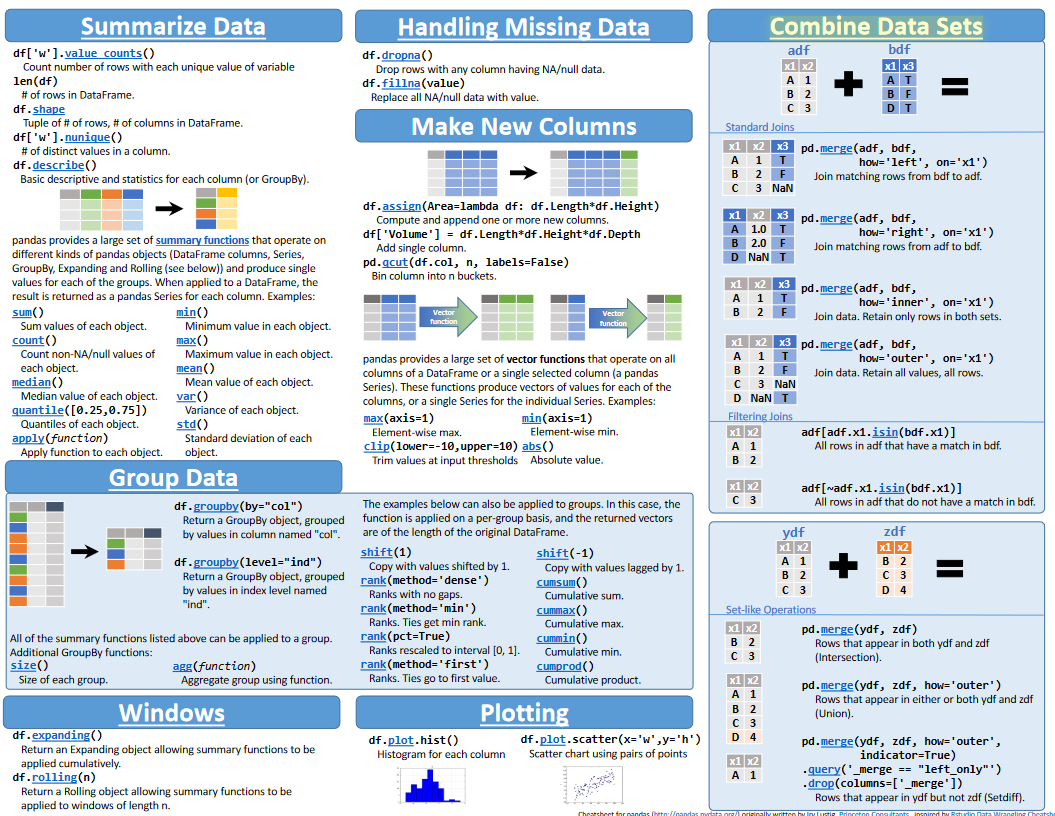 Summarize Data
df['w'].value_counts()
Count number of rows with each unique value of variable
len(df)
# of rows in DataFrame.
df.shape
Tuple of # of rows, # of columns in DataFrame.
df['w'].nunique()
# of distinct values in a column.
df.describe()
Basic descriptive and statistics for each column (or GroupBy).
pandas provides a large set of summary functions that operate on
different kinds of pandas objects (DataFrame columns, Series,
GroupBy, Expanding and Rolling (see below)) and produce single
values for each of the groups. When applied to a DataFrame, the
result is returned as a pandas Series for each column. Examples:
sum()
Sum values of each object.
count()
Count non-NA/null values of
each object.
median()
Median value of each object.
quantile([0.25,0.75])
Quantiles of each object.
apply(function)
Apply function to each object.
min()
Minimum value in each object.
max()
Maximum value in each object.
mean()
Mean value of each object.
var()
Variance of each object.
std()
Standard deviation of each
object.
Handling Missing Data
df.dropna()
Drop rows with any column having NA/null data.
df.fillna(value)
Replace all NA/null data with value.
Make New Columns
df.assign(Area=lambda df: df.Length*df.Height)
Compute and append one or more new columns.
df['Volume'] = df.Length*df.Height*df.Depth
Add single column.
pd.qcut(df.col, n, labels=False)
Bin column into n buckets.
Vector
function
Vector
function
pandas provides a large set of vector functions that operate on all
columns of a DataFrame or a single selected column (a pandas
Series). These functions produce vectors of values for each of the
columns, or a single Series for the individual Series. Examples:
max(axis=1)
Element-wise max.
clip(lower=-10,upper=10)
Trim values at input thresholds
min(axis=1)
Element-wise min.
abs()
Absolute value.
Group Data
df.groupby(by="col")
Return a GroupBy object, grouped
by values in column named "col".
df.groupby(level="ind")
Return a GroupBy object, grouped
by values in index level named
"ind".
All of the summary functions listed above can be applied to a group.
Additional GroupBy functions:
size()
Size of each group.
agg(function)
Aggregate group using function.
The examples below can also be applied to groups. In this case, the
function is applied on a per-group basis, and the returned vectors
are of the length of the original DataFrame.
shift(1)
Copy with values shifted by 1.
rank(method='dense')
Ranks with no gaps.
rank(method='min')
Ranks. Ties get min rank.
rank(pct=True)
Ranks rescaled to interval [0, 1].
rank(method='first')
Ranks. Ties go to first value.
shift(-1)
Copy with values lagged by 1.
cumsum()
Cumulative sum.
cummax()
Cumulative max.
cummin()
Cumulative min.
cumprod()
Cumulative product.
Windows
df.expanding()
Return an Expanding object allowing summary functions to be
applied cumulatively.
df.rolling(n)
Return a Rolling object allowing summary functions to be
applied to windows of length n.
Plotting
df.plot.hist()
Histogram for each column
df.plot.scatter(x='w',y='h')
Scatter chart using pairs of points
Combine Data Sets
adf
x1 x2
A 1
B 2
C 3
bdf
x1 x3
A T
B F
D T
Standard Joins
x1 x2 x3
A 1 T
B 2 F
C 3 NaN
pd.merge(adf, bdf,
how='left', on='x1')
Join matching rows from bdf to adf.
x1 x2 x3
A 1.0 T
B 2.0 F
D NaN T
pd.merge(adf, bdf,
how='right', on='x1')
Join matching rows from adf to bdf.
x1 x2 x3
A 1 T
B 2 F
pd.merge(adf, bdf,
how='inner', on='x1')
Join data. Retain only rows in both sets.
x1 x2 x3
A 1 T
B 2 F
C 3 NaN
D NaN T
pd.merge(adf, bdf,
how='outer', on='x1')
Join data. Retain all values, all rows.
Filtering Joins
x1 x2
A 1
B 2
adf[adf.x1.isin(bdf.x1)]
All rows in adf that have a match in bdf.
x1 x2
C 3
adf[~adf.x1.isin(bdf.x1)]
All rows in adf that do not have a match in bdf.
ydf
x1 x2
A 1
B 2
C 3
zdf
x1 x2
B 2
C 3
D 4
Set-like Operations
x1 x2
B 2
C 3
pd.merge(ydf, zdf)
Rows that appear in both ydf and zdf
(Intersection).
x1 x2
A 1
B 2
C 3
D 4
pd.merge(ydf, zdf, how='outer')
Rows that appear in either or both ydf and zdf
(Union).
x1 x2
A 1
pd.merge(ydf, zdf, how='outer',
indicator=True)
.query('_merge == "left_only"')
.drop(columns=['_merge'])
Rows that appear in ydf but not zdf (Setdiff).
Cheatsheet for pandas (http://pandas.pydata.org/) originally written by Irv Lustig, Princeton Consultants, inspired by Rstudio Data Wrangling